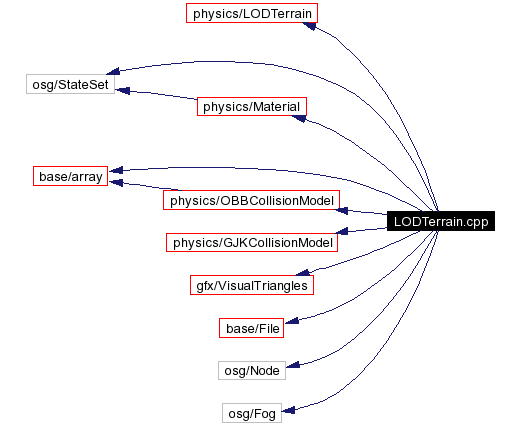 physics/LODTerrain
osg/StateSet
physics/Material
base/array
physics/OBBCollisionModel
LODTerrain.cpp
physics/GJKCollisionModel
gfx/VisualTriangles
base/File
osg/Node
osg/Fog